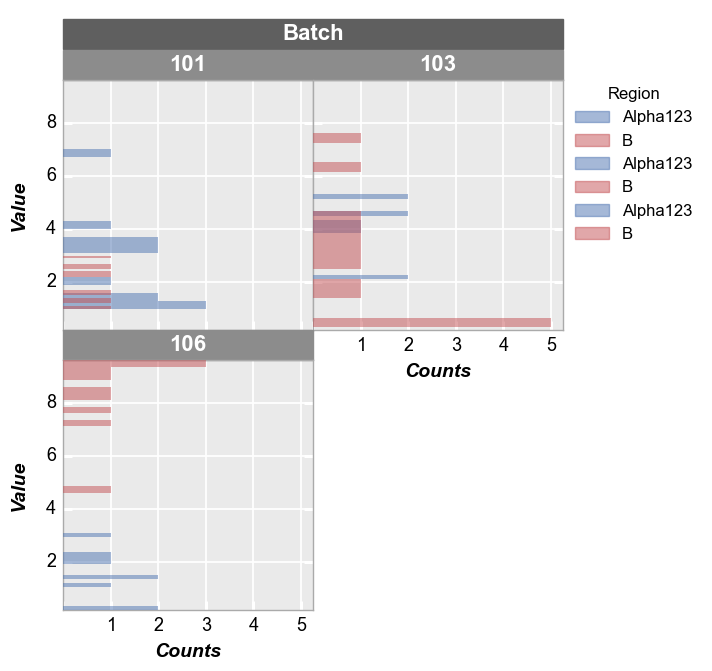 Batch
101
103
Value
8
6
4
2
Region
Alpha123
B
Alpha123
B
Alpha123
B
1 2 3 4 5
Counts
106
Value
8
6
4
2
1 2 3 4 5
Counts